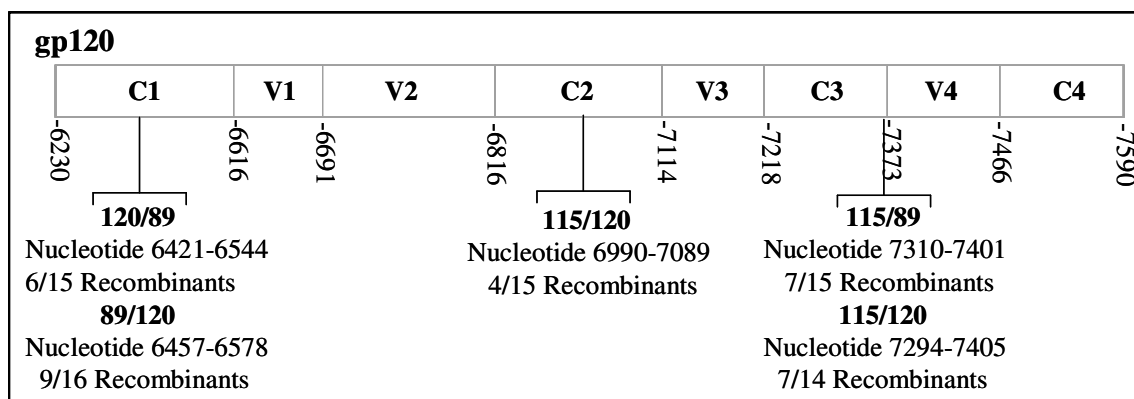 gp120
C1 V1 V2 C2 V3 C3 V4 C4
-6230 -6616 -6691 -6816 -7114 -7218 -7373 -7466 -7590
120/89
Nucleotide 6421-6544
6/15 Recombinants
89/120
Nucleotide 6457-6578
9/16 Recombinants
115/120
Nucleotide 6990-7089
4/15 Recombinants
115/89
Nucleotide 7310-7401
7/15 Recombinants
115/120
Nucleotide 7294-7405
7/14 Recombinants